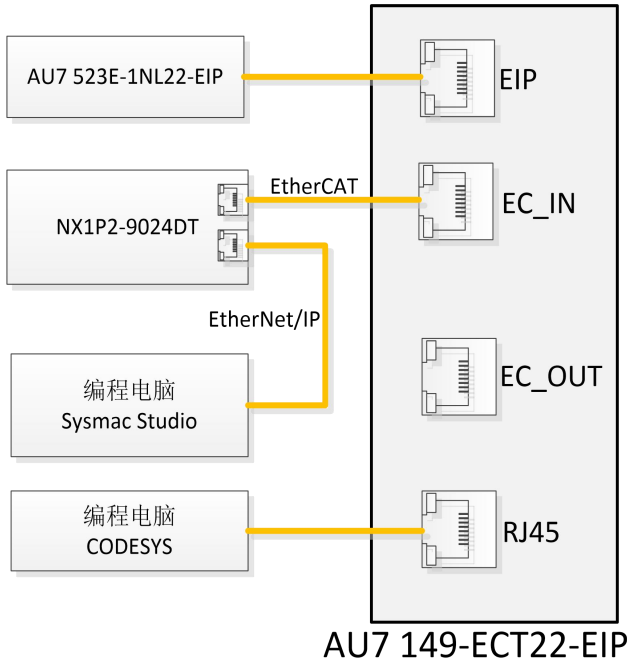 AU7 523E-1NL22-EIP
EIP
EtherCAT
NX1P2-9024DT
EC_IN
EtherNet/IP
编程电脑
Sysmac Studio
EC_OUT
编程电脑
CODESYS
RJ45
AU7 149-ECT22-EIP